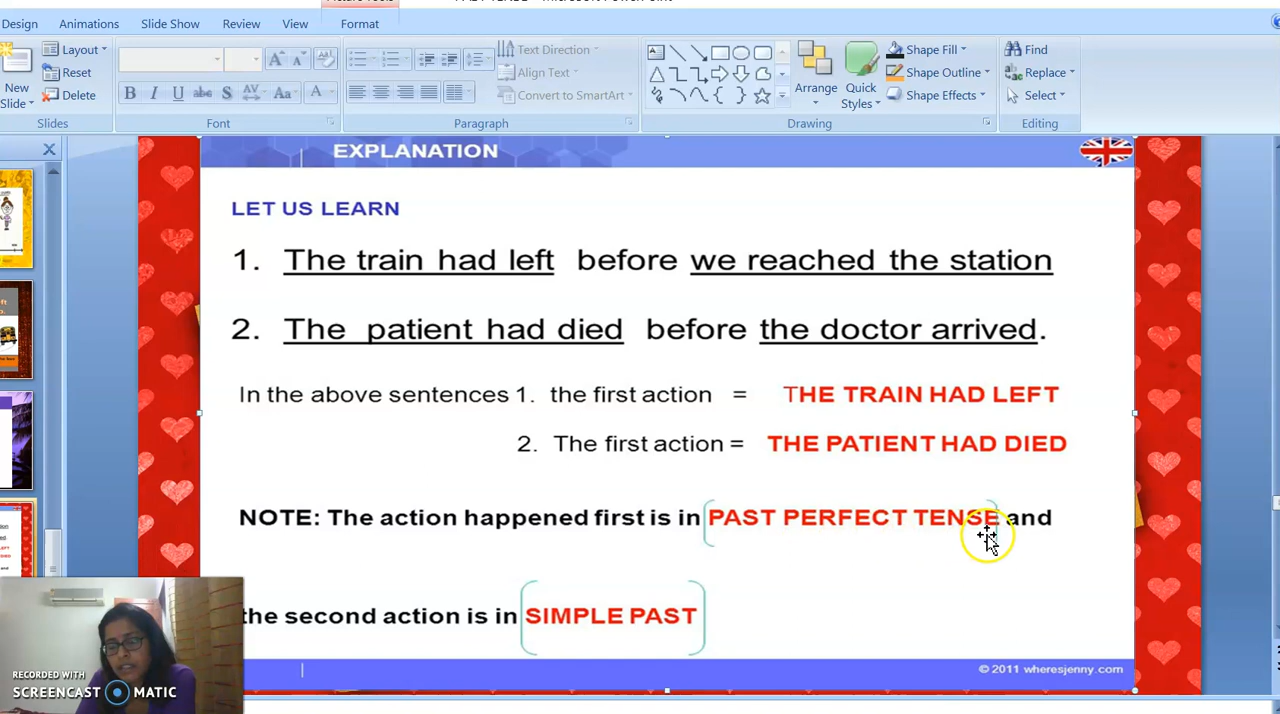 Design Animations Slide Show Review View Format
Layout Text Direction Shape Fill Find
Reset Align Text Shape Outline Replace
New Slide Delete Convert to SmartArt Arrange Quick Styles Shape Effects Select
Slides Font Paragraph Drawing Editing
EXPLANATION
LET US LEARN
1. The train had left before we reached the station
2. The patient had died before the doctor arrived.
In the above sentences 1. the first action = THE TRAIN HAD LEFT
2. The first action = THE PATIENT HAD DIED
NOTE: The action happened first is in PAST PERFECT TENSE and
the second action is in SIMPLE PAST
© 2011 wheresjenny.com
RECORDED WITH
SCREENCAST MATIC